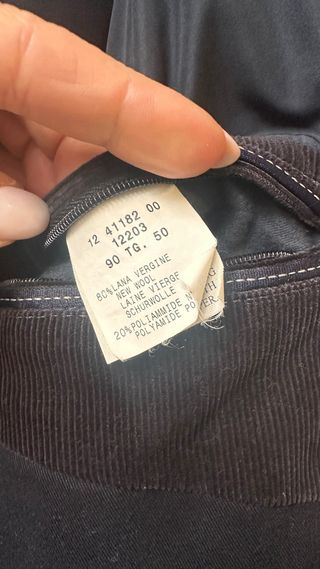 12 41182 00
12203
90 TG. 50
80%LANA VERGINE
NEW WOOL
LAINE VIERGE
SCHURWOLLE
20%POLIAMMIDE
POLYAMIDE